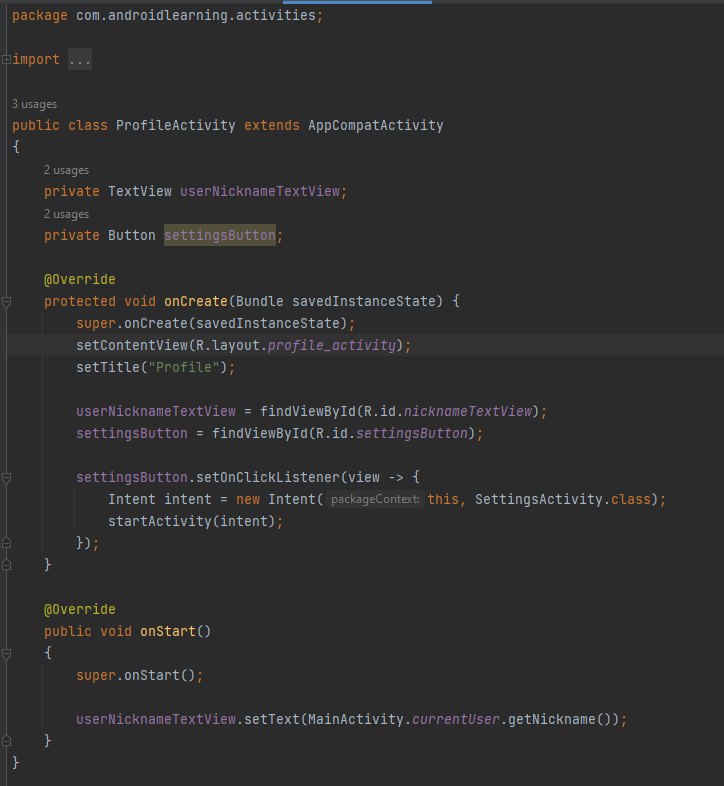 package com.androidlearning.activities;
import ...
3 usages
public class ProfileActivity extends AppCompatActivity
{
2 usages
private TextView userNicknameTextView;
2 usages
private Button settingsButton;
@Override
protected void onCreate(Bundle savedInstanceState) {
super.onCreate(savedInstanceState);
setContentView(R.layout.profile_activity);
setTitle("Profile");
userNicknameTextView = findViewById(R.id.nicknameTextView);
settingsButton = findViewById(R.id.settingsButton);
settingsButton.setOnClickListener(view -> {
Intent intent = new Intent( packageContext: this, SettingsActivity.class);
startActivity(intent);
});
}
@Override
public void onStart()
{
super.onStart();
userNicknameTextView.setText(MainActivity.currentUser.getNickname());
}
}